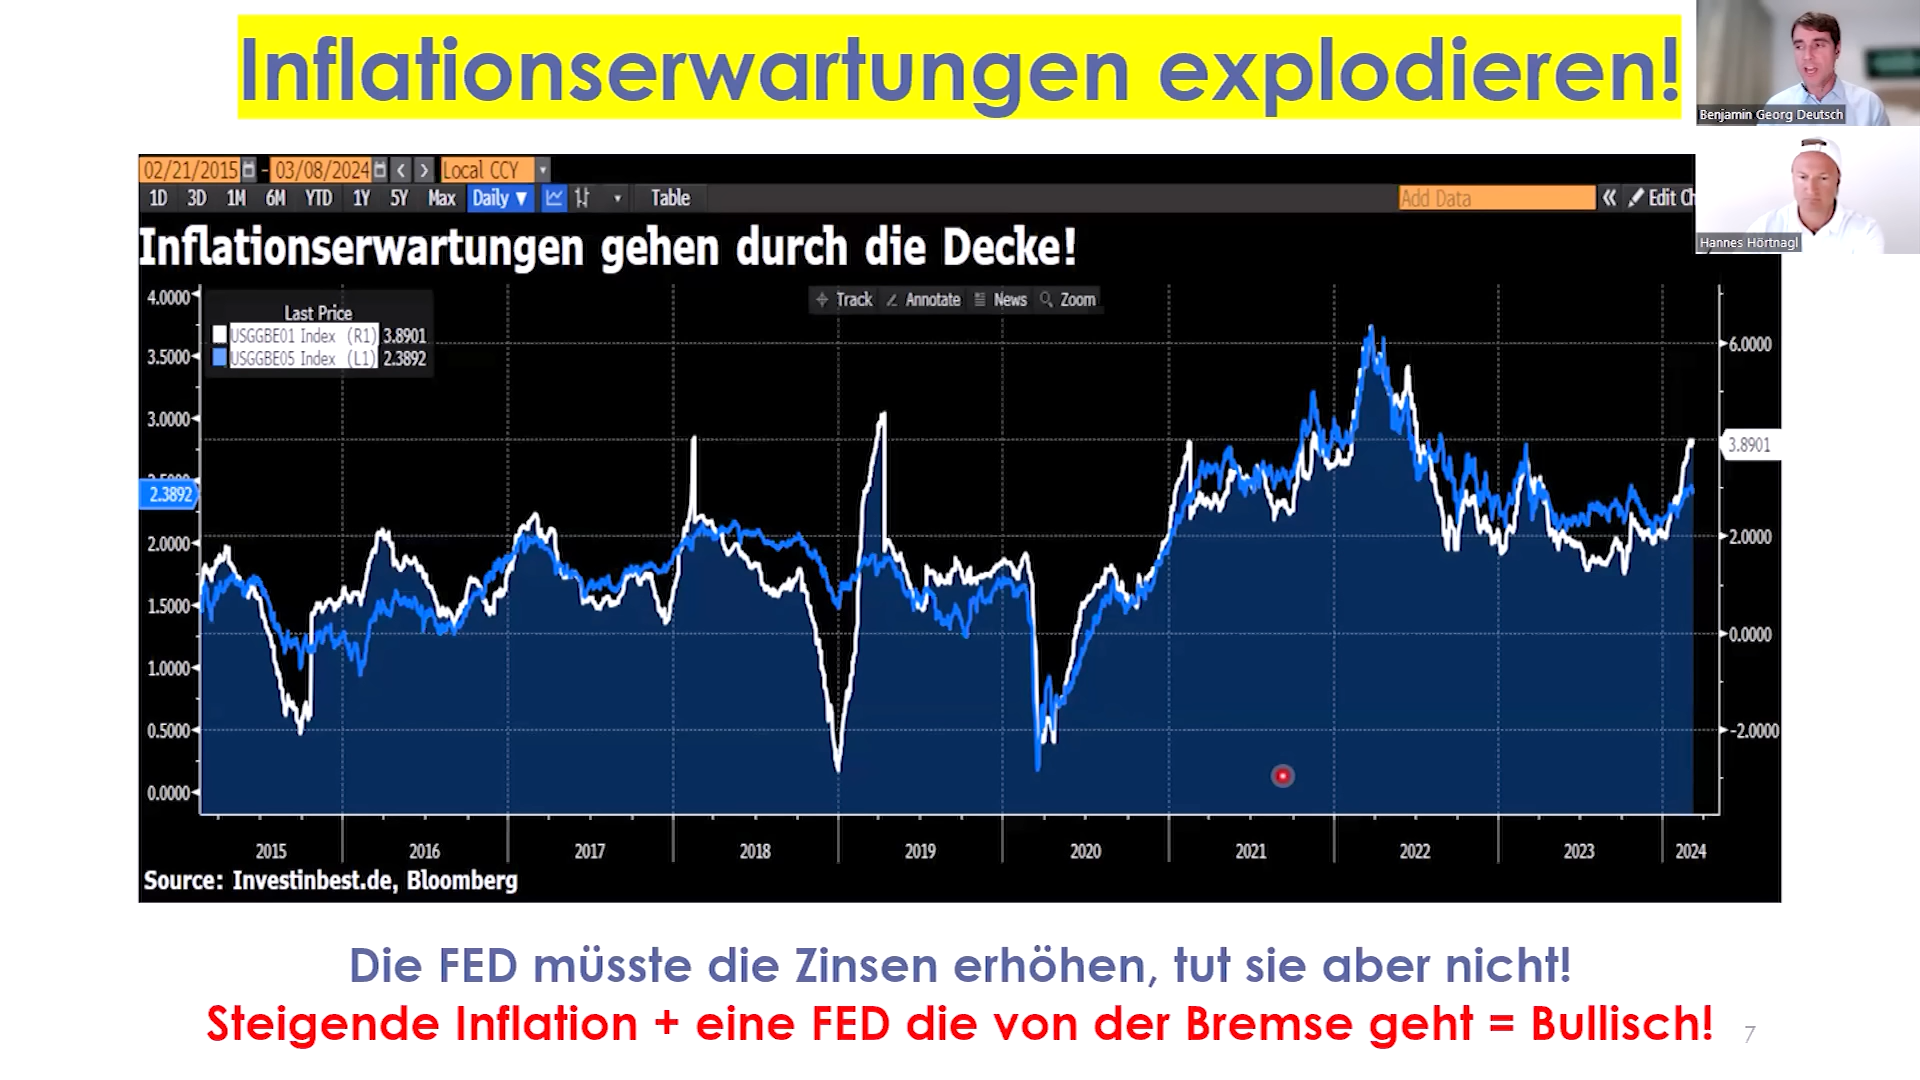 Inflationserwartungen explodieren!
Benjamin Georg Deutsch
Hannes Hörtnagl
02/21/2015 - 03/08/2024 Local CCY
1D 3D 1M 6M YTD 1Y 5Y Max Daily ▼ Table Add Data « Edit Ch
Inflationserwartungen gehen durch die Decke!
Track Annotate News Zoom
Last Price
USGGBE01 Index (R1) 3.8901
USGGBE05 Index (L1) 2.3892
4.0000
3.5000
3.0000
2.3892
2.0000
1.5000
1.0000
0.5000
0.0000
6.0000
3.8901
2.0000
0.0000
-2.0000
2015 2016 2017 2018 2019 2020 2021 2022 2023 2024
Source: Investinbest.de, Bloomberg
Die FED müsste die Zinsen erhöhen, tut sie aber nicht!
Steigende Inflation + eine FED die von der Bremse geht = Bullisch!
7